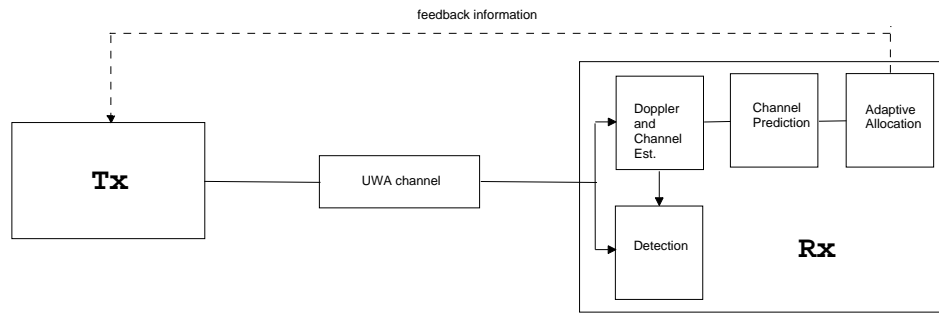 feedback information
Tx
UWA channel
Doppler
and
Channel
Est.
Channel
Prediction
Adaptive
Allocation
Detection
Rx